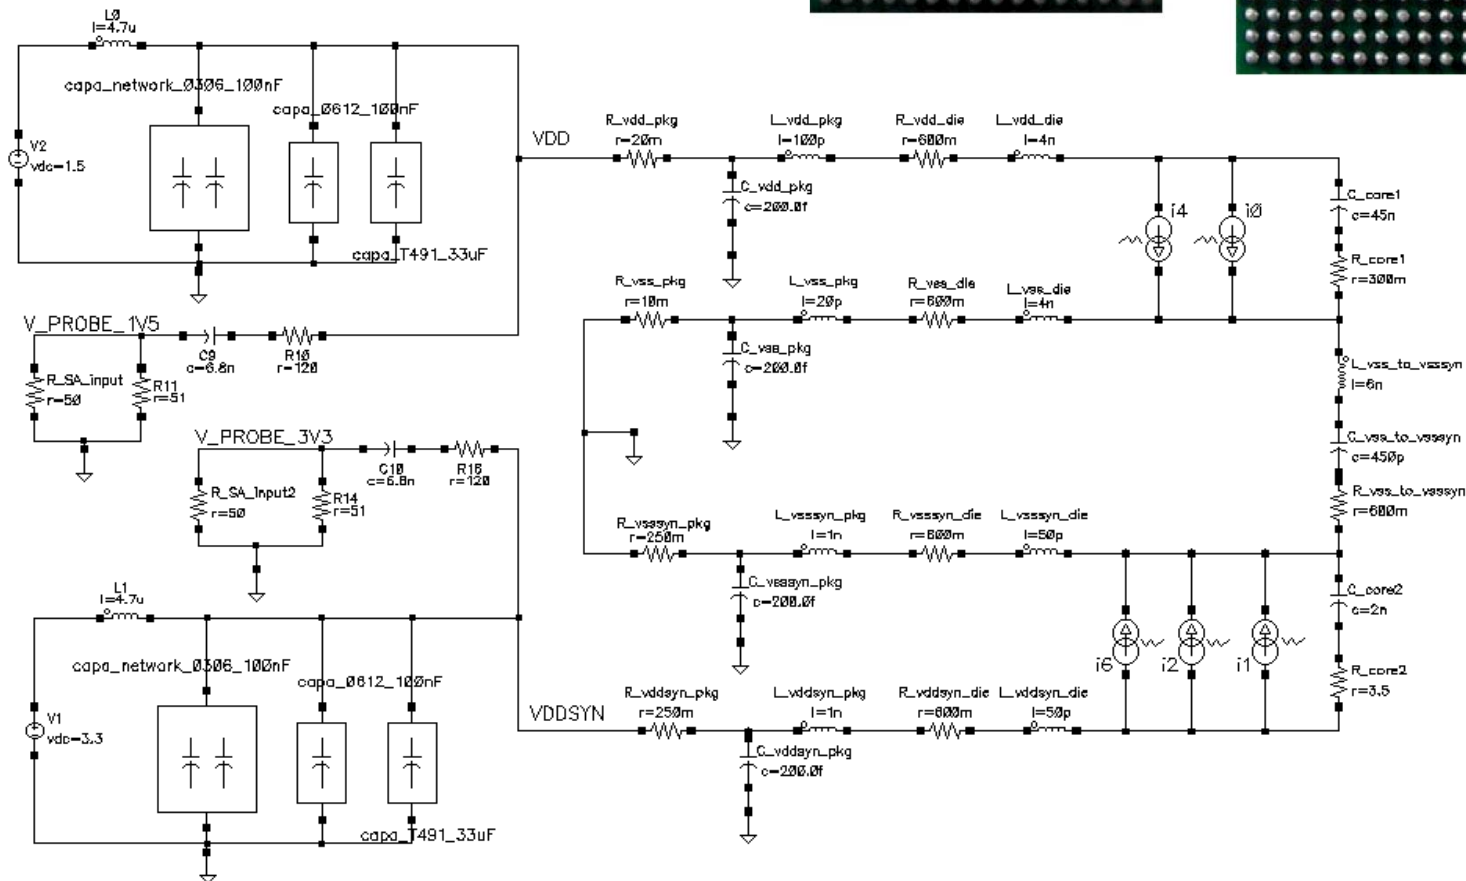 L0
l=4.7u
capa_network_0306_100nF
capa_0612_100nF
V2
vdc=1.5
capa_T491_33uF
VDD
R_vdd_pkg
r=20m
L_vdd_pkg
l=100p
R_vdd_die
r=600m
L_vdd_die
l=4n
C_vdd_pkg
c=200.0f
i4
i0
C_core1
c=45n
R_core1
r=300m
R_vss_pkg
r=10m
L_vss_pkg
l=20p
R_vss_die
r=600m
L_vss_die
l=4n
C_vss_pkg
c=200.0f
V_PROBE_1V5
C9
c=6.8n
R10
r=120
R_SA_input
r=50
R11
r=51
L_vss_to_vsssyn
l=6n
C_vss_to_vsssyn
c=450p
R_vss_to_vsssyn
r=600m
V_PROBE_3V3
C10
c=6.8n
R16
r=120
R_SA_input2
r=50
R14
r=51
R_vsssyn_pkg
r=250m
L_vsssyn_pkg
l=1n
R_vsssyn_die
r=600m
L_vsssyn_die
l=50p
C_vsssyn_pkg
c=200.0f
L1
l=4.7u
capa_network_0306_100nF
capa_0612_100nF
V1
vdc=3.3
capa_T491_33uF
VDDSYN
R_vddsyn_pkg
r=250m
L_vddsyn_pkg
l=1n
R_vddsyn_die
r=600m
L_vddsyn_die
l=50p
C_vddsyn_pkg
c=200.0f
i6
i2
i1
C_core2
c=2n
R_core2
r=3.5